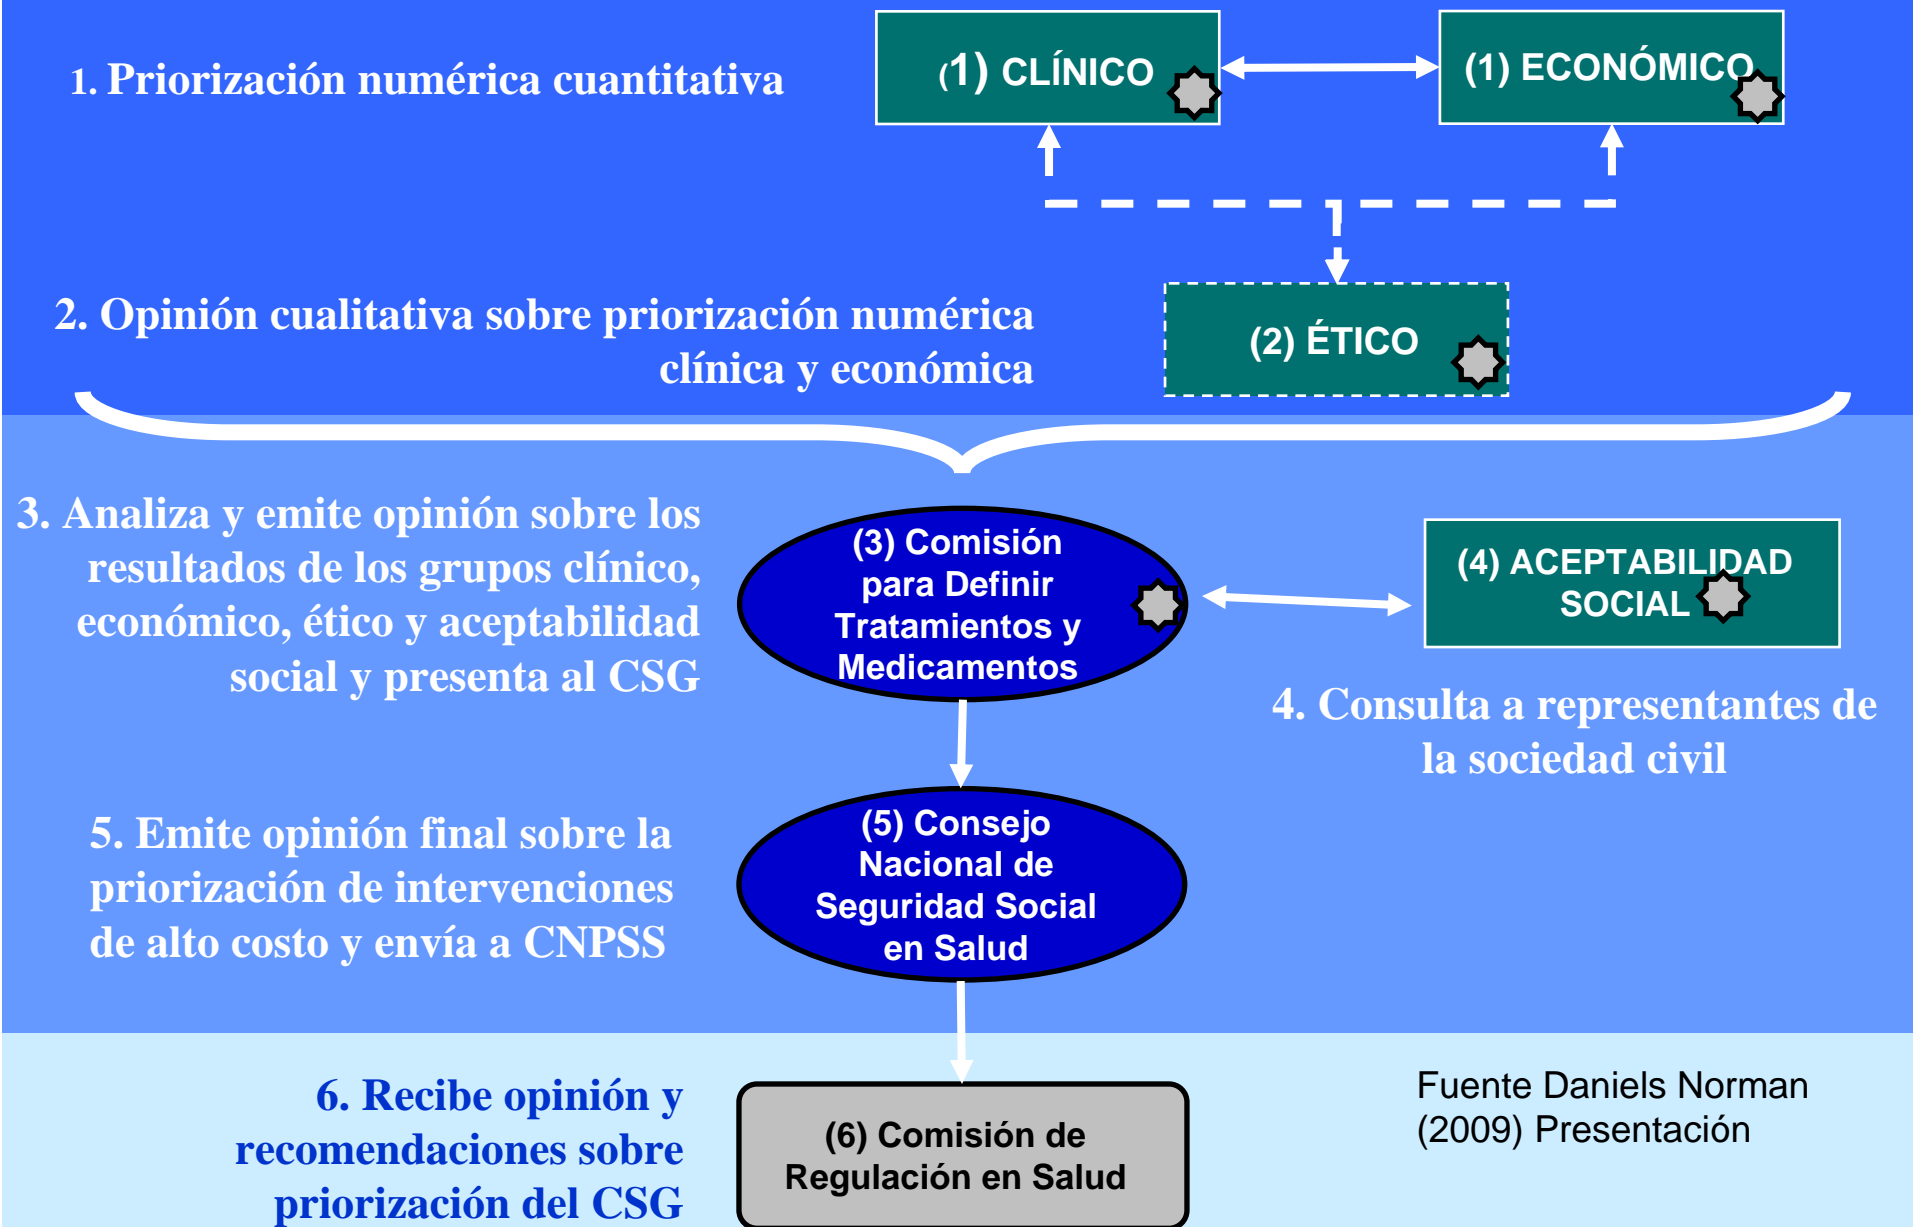 1. Priorización numérica cuantitativa
(1) CLÍNICO
(1) ECONÓMICO
2. Opinión cualitativa sobre priorización numérica
clínica y económica
(2) ÉTICO
3. Analiza y emite opinión sobre los
resultados de los grupos clínico,
económico, ético y aceptabilidad
social y presenta al CSG
(3) Comisión
para Definir
Tratamientos y
Medicamentos
(4) ACEPTABILIDAD
SOCIAL
4. Consulta a representantes de
la sociedad civil
5. Emite opinión final sobre la
priorización de intervenciones
de alto costo y envía a CNPSS
(5) Consejo
Nacional de
Seguridad Social
en Salud
6. Recibe opinión y
recomendaciones sobre
priorización del CSG
(6) Comisión de
Regulación en Salud
Fuente Daniels Norman
(2009) Presentación